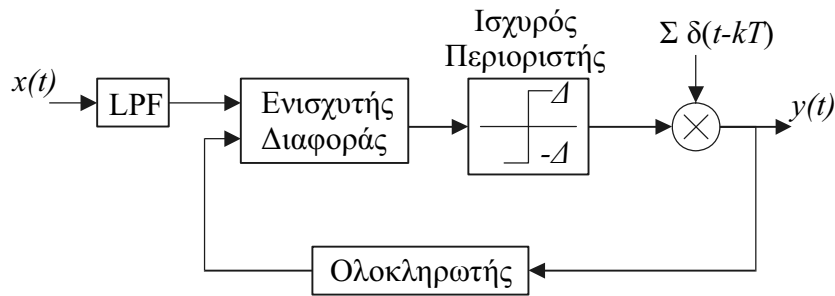 Ισχυρός
Περιοριστής
Σ δ(t-kT)
x(t)
LPF
Ενισχυτής
Διαφοράς
Δ
-Δ
y(t)
Ολοκληρωτής